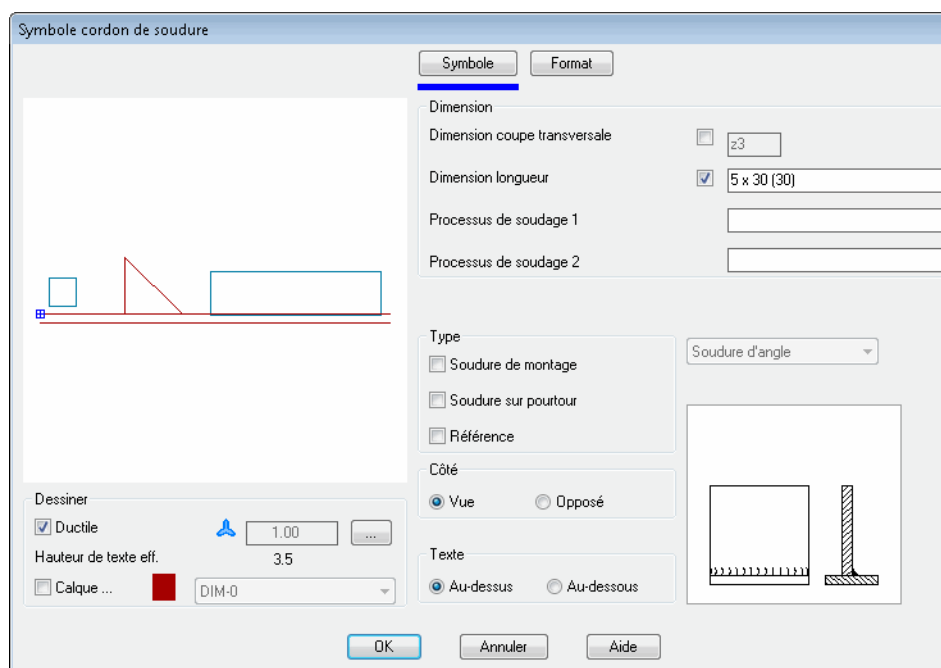 Symbole cordon de soudure
Symbole Format
Dimension
Dimension coupe transversale z3
Dimension longueur 5 x 30 (30)
Processus de soudage 1
Processus de soudage 2
Type
Soudure de montage
Soudure d'angle
Soudure sur pourtour
Référence
Côté
Vue Opposé
Dessiner
Ductile 1.00 ...
Hauteur de texte eff. 3.5
Calque ... DIM-0
Texte
Au-dessus Au-dessous
OK Annuler Aide